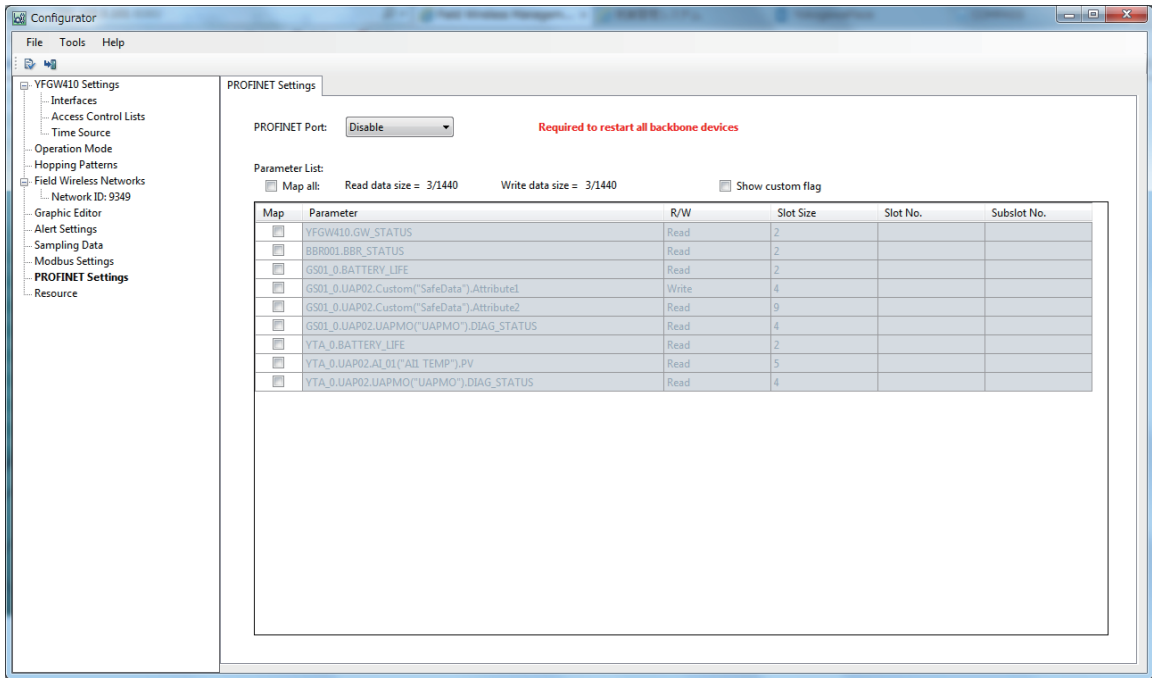 Configurator
File Tools Help
YFGW410 Settings
Interfaces
Access Control Lists
Time Source
Operation Mode
Hopping Patterns
Field Wireless Networks
Network ID: 9349
Graphic Editor
Alert Settings
Sampling Data
Modbus Settings
PROFINET Settings
Resource
PROFINET Settings
PROFINET Port: Disable Required to restart all backbone devices
Parameter List:
Map all: Read data size = 3/1440 Write data size = 3/1440 Show custom flag
Map Parameter R/W Slot Size Slot No. Subslot No.
YFGW410.GW_STATUS Read 2
BBR001.BBR_STATUS Read 2
GS01_0.BATTERY_LIFE Read 2
GS01_0.UAP02.Custom("SafeData").Attribute1 Write 4
GS01_0.UAP02.Custom("SafeData").Attribute2 Read 9
GS01_0.UAP02.UAPMO("UAPMO").DIAG_STATUS Read 4
YTA_0.BATTERY_LIFE Read 2
YTA_0.UAP02.AI_01("AI1 TEMP").PV Read 5
YTA_0.UAP02.UAPMO("UAPMO").DIAG_STATUS Read 4